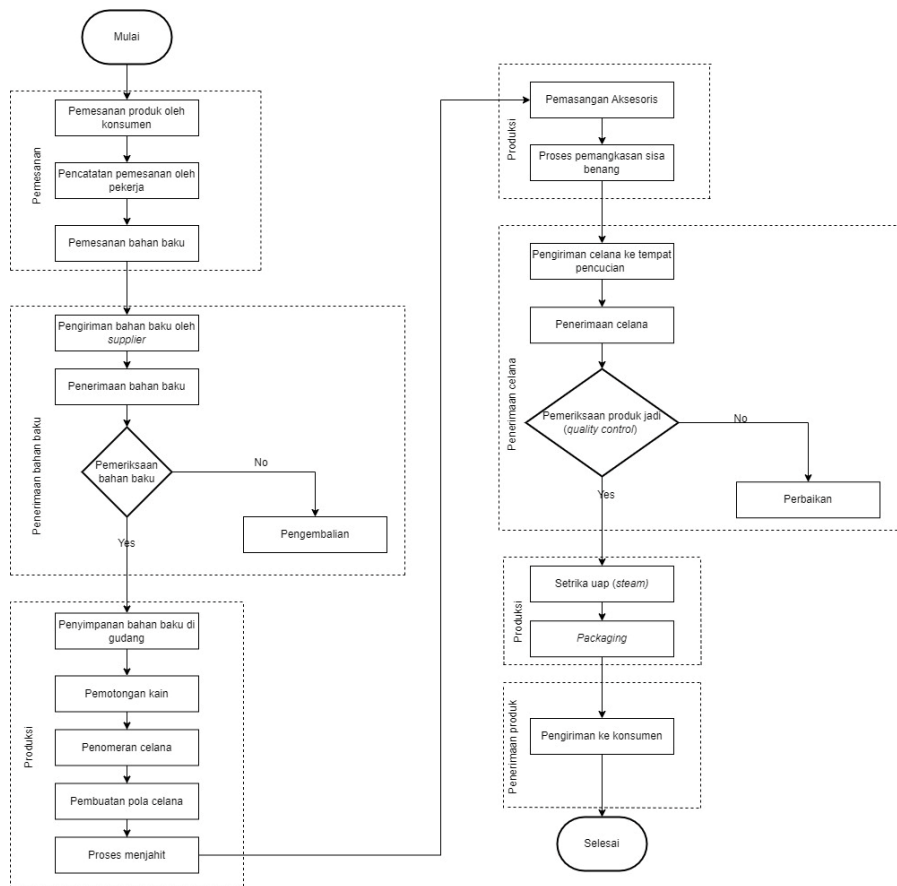 Mulai
Pemesanan
Pemesanan produk oleh
konsumen
Pencatatan pemesanan oleh
pekerja
Pemesanan bahan baku
Penerimaan bahan baku
Pengiriman bahan baku oleh
supplier
Penerimaan bahan baku
Pemeriksaan
bahan baku
No
Pengembalian
Yes
Produksi
Penyimpanan bahan baku di
gudang
Pemotongan kain
Penomeran celana
Pembuatan pola celana
Proses menjahit
Produksi
Pemasangan Aksesoris
Proses pemangkasan sisa
benang
Penerimaan celana
Pengiriman celana ke tempat
pencucian
Penerimaan celana
Pemeriksaan produk jadi
(quality control)
No
Perbaikan
Yes
Produksi
Setrika uap (steam)
Packaging
Penerimaan produk
Pengiriman ke konsumen
Selesai